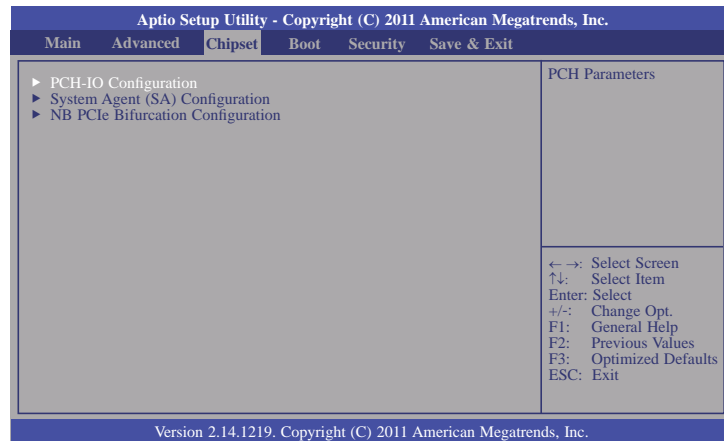 Aptio Setup Utility - Copyright (C) 2011 American Megatrends, Inc.
Main Advanced Chipset Boot Security Save & Exit
▶ PCH-IO Configuration
▶ System Agent (SA) Configuration
▶ NB PCIe Bifurcation Configuration
PCH Parameters
←→: Select Screen
↑↓: Select Item
Enter: Select
+/-: Change Opt.
F1: General Help
F2: Previous Values
F3: Optimized Defaults
ESC: Exit
Version 2.14.1219. Copyright (C) 2011 American Megatrends, Inc.